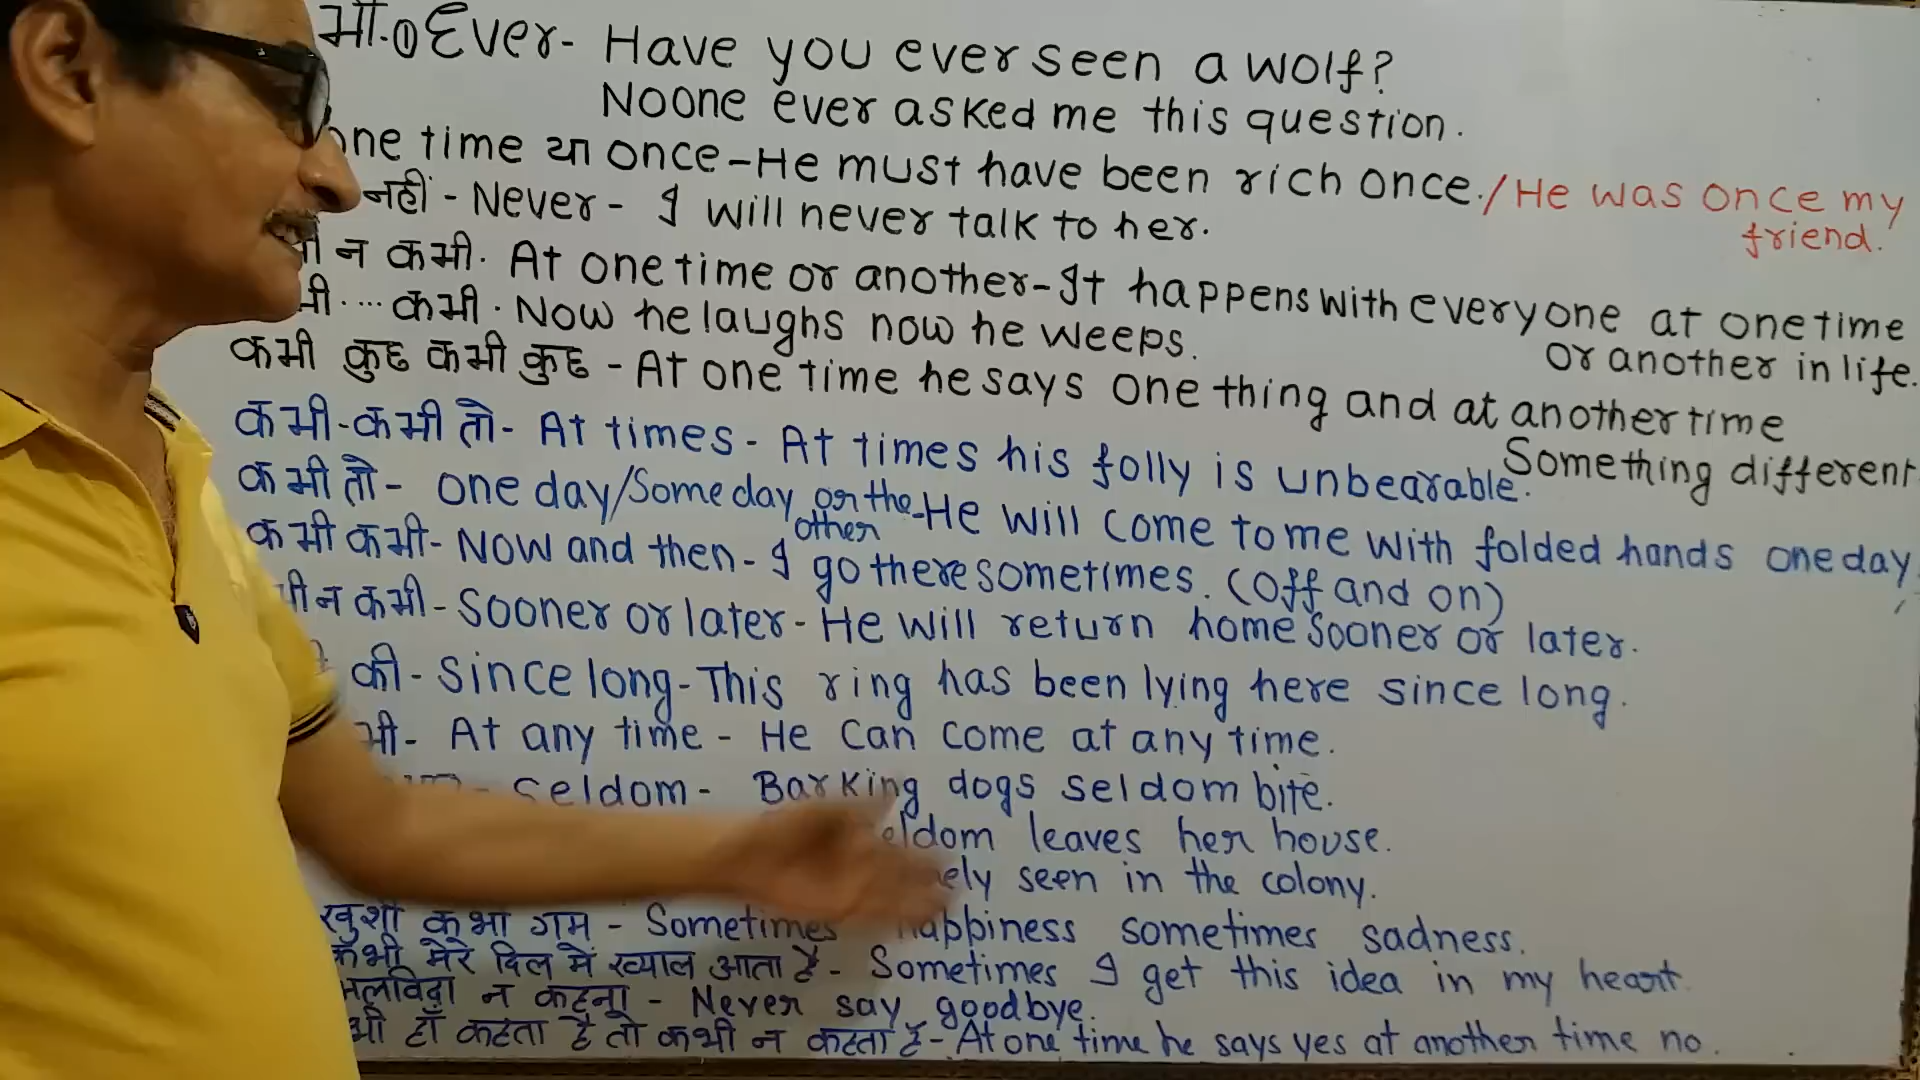 Ever- Have you ever seen a wolf?
Noone ever asked me this question.
one time या once-He must have been rich once./He was once my
friend.
नहीं - Never- I will never talk to her.
न कभी. At one time or another-It happens with everyone at one time
or another in life.
कभी. Now he laughs now he weeps.
कभी कुछ कभी कुछ - At one time he says one thing and at another time
Something different
कभी-कभी तो- At times- At times his folly is unbearable.
कभी तो- one day/Some day or the other-He will come to me with folded hands one day
कभी कभी- Now and then- I go there sometimes. (Off and on)
न कभी- Sooner or later- He will return home Sooner or later.
की- Since long- This ring has been lying here since long.
At any time - He can come at any time.
Seldom- Barking dogs seldom bite.
leaves her house.
seen in the colony.
खुशी कभी गम - Sometimes happiness sometimes sadness.
कभी मेरे दिल में ख्याल आता है- Sometimes I get this idea in my heart
न कहना - Never say goodbye.
हाँ कहता है तो कभी न कहता है- At one time he says yes at another time no.